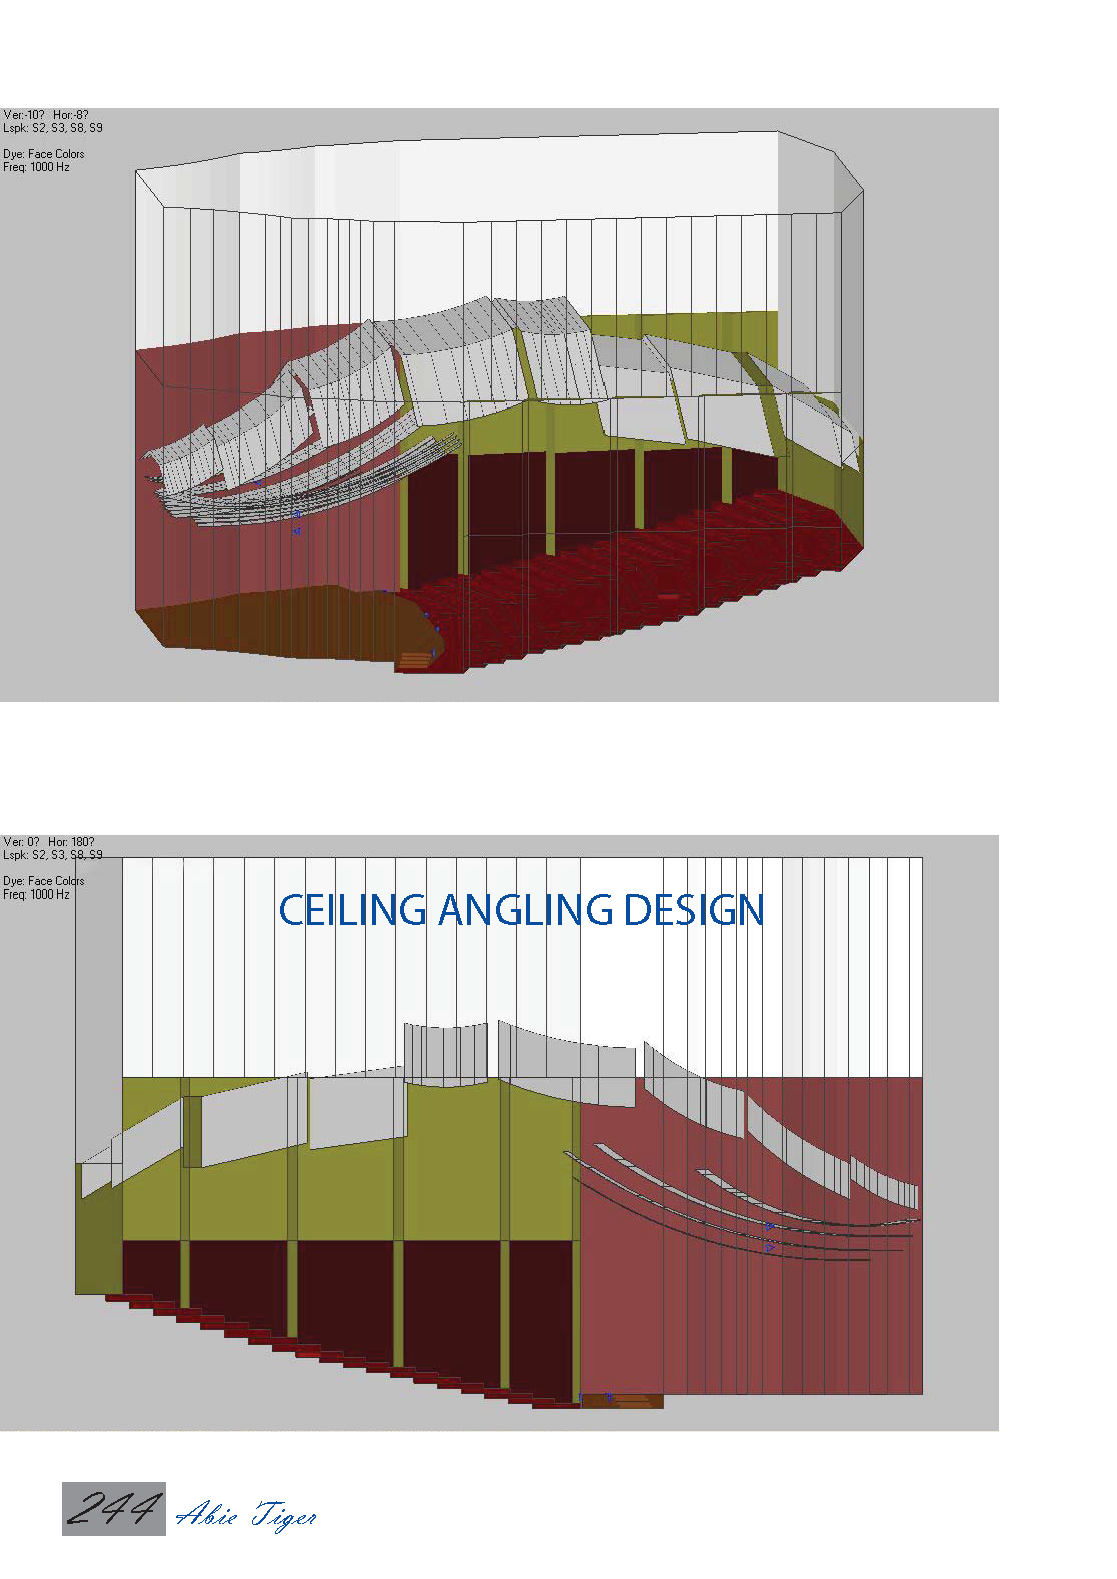 Ver:-10? Hor:-8?
Lspk: S2, S3, S8, S9
Dye: Face Colors
Freq: 1000 Hz
Ver: 0? Hor: 180?
Lspk: S2, S3, S8, S9
Dye: Face Colors
Freq: 1000 Hz
CEILING ANGLING DESIGN
244 Abie Tiger